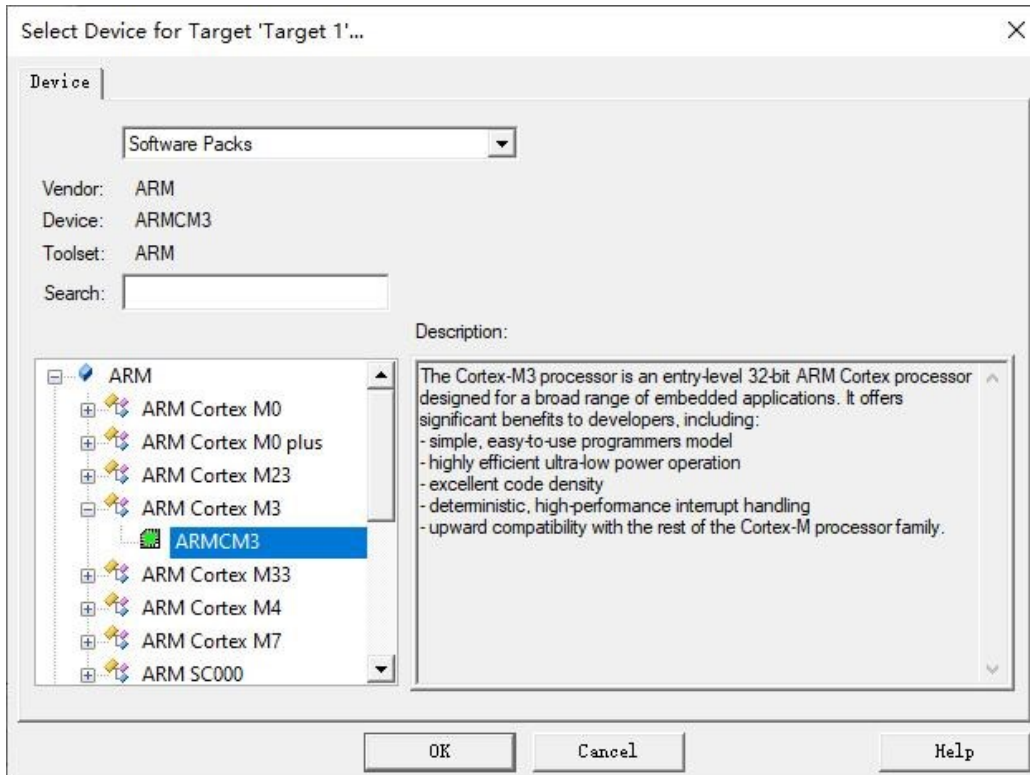 Select Device for Target 'Target 1'...
Device
Software Packs
Vendor: ARM
Device: ARMCM3
Toolset: ARM
Search:
Description:
ARM
ARM Cortex M0
ARM Cortex M0 plus
ARM Cortex M23
ARM Cortex M3
ARMCM3
ARM Cortex M33
ARM Cortex M4
ARM Cortex M7
ARM SC000
The Cortex-M3 processor is an entry-level 32-bit ARM Cortex processor
designed for a broad range of embedded applications. It offers
significant benefits to developers, including:
- simple, easy-to-use programmers model
- highly efficient ultra-low power operation
- excellent code density
- deterministic, high-performance interrupt handling
- upward compatibility with the rest of the Cortex-M processor family.
OK
Cancel
Help